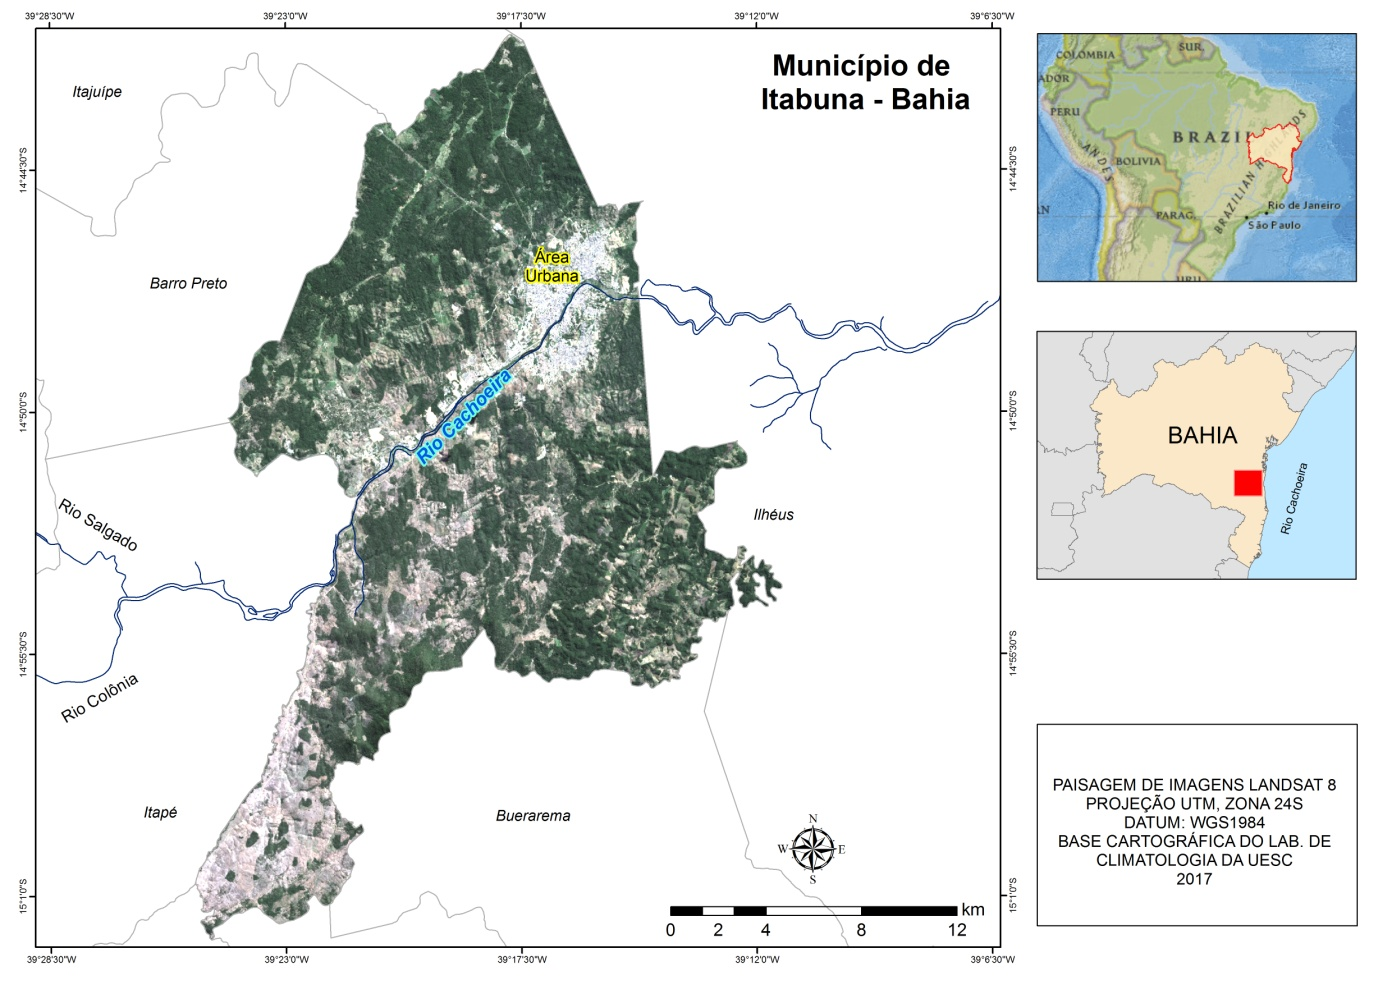 39°28'30"W
39°23'0"W
39°17'30"W
39°12'0"W
39°6'30"W
Município de
Itabuna - Bahia
Itajuípe
14°44'30"S
14°44'30"S
Barro Preto
Área
Urbana
14°50'0"S
14°50'0"S
Rio Cachoeira
Rio Salgado
Ilhéus
14°55'30"S
14°55'30"S
Rio Colônia
Itapé
Buerarema
N
W
E
S
15°1'0"S
15°1'0"S
km
0
2
4
8
12
39°28'30"W
39°23'0"W
39°17'30"W
39°12'0"W
39°6'30"W
COLOMBIA
SUR.
ADOR
PERU
BRAZI
ANDES
BOLIVIA
BRAZILIAN H
NDS
PARAG.
Rio de Janeiro
São Paulo
AN
URU
BAHIA
Rio Cachoeira
PAISAGEM DE IMAGENS LANDSAT 8
PROJEÇÃO UTM, ZONA 24S
DATUM: WGS1984
BASE CARTOGRÁFICA DO LAB. DE
CLIMATOLOGIA DA UESC
2017